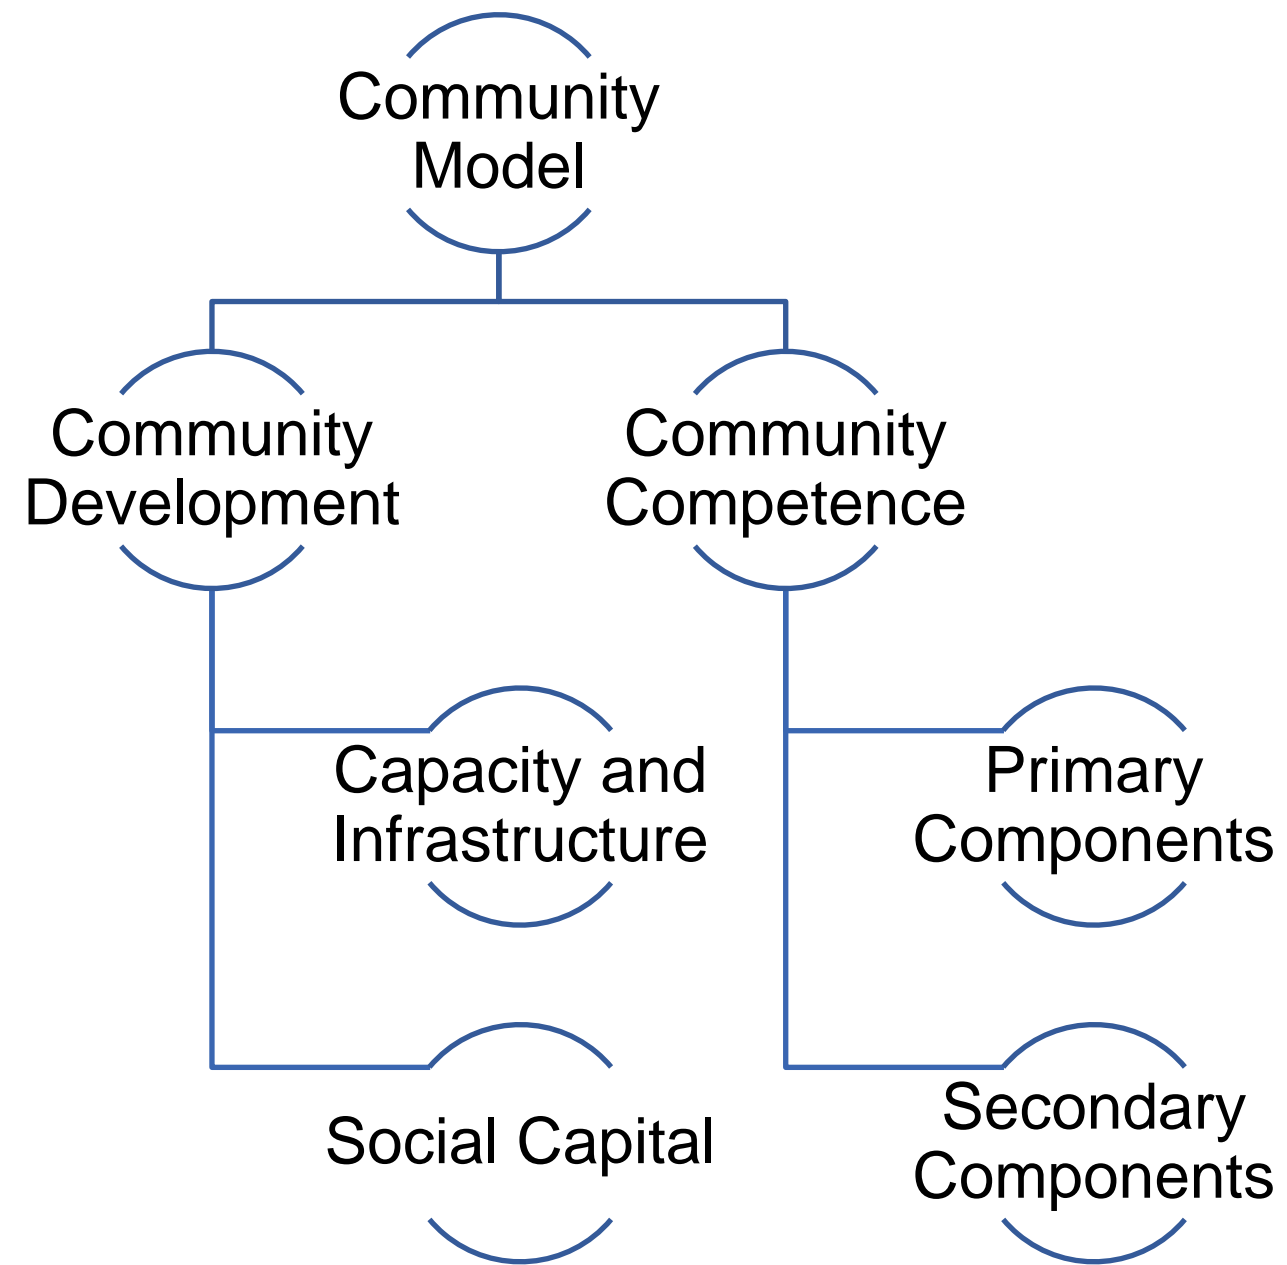 Community
Model
Community
Development
Community
Competence
Capacity and
Infrastructure
Primary
Components
Social Capital
Secondary
Components